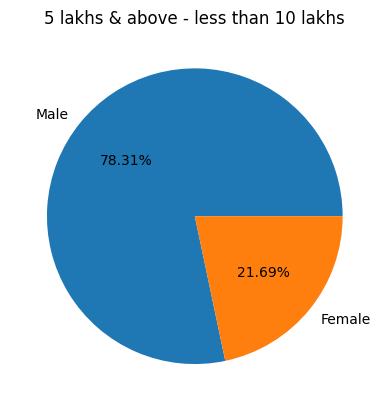 5 lakhs & above - less than 10 lakhs
Male
78.31%
21.69%
Female